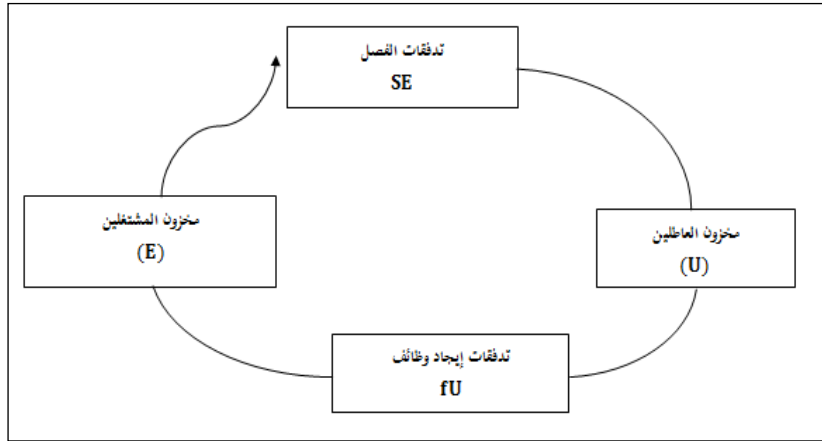 تدفقات الفصل
SE
مخزون المشتغلين
(E)
مخزون العاطلين
(U)
تدفقات إيجاد وظائف
fU